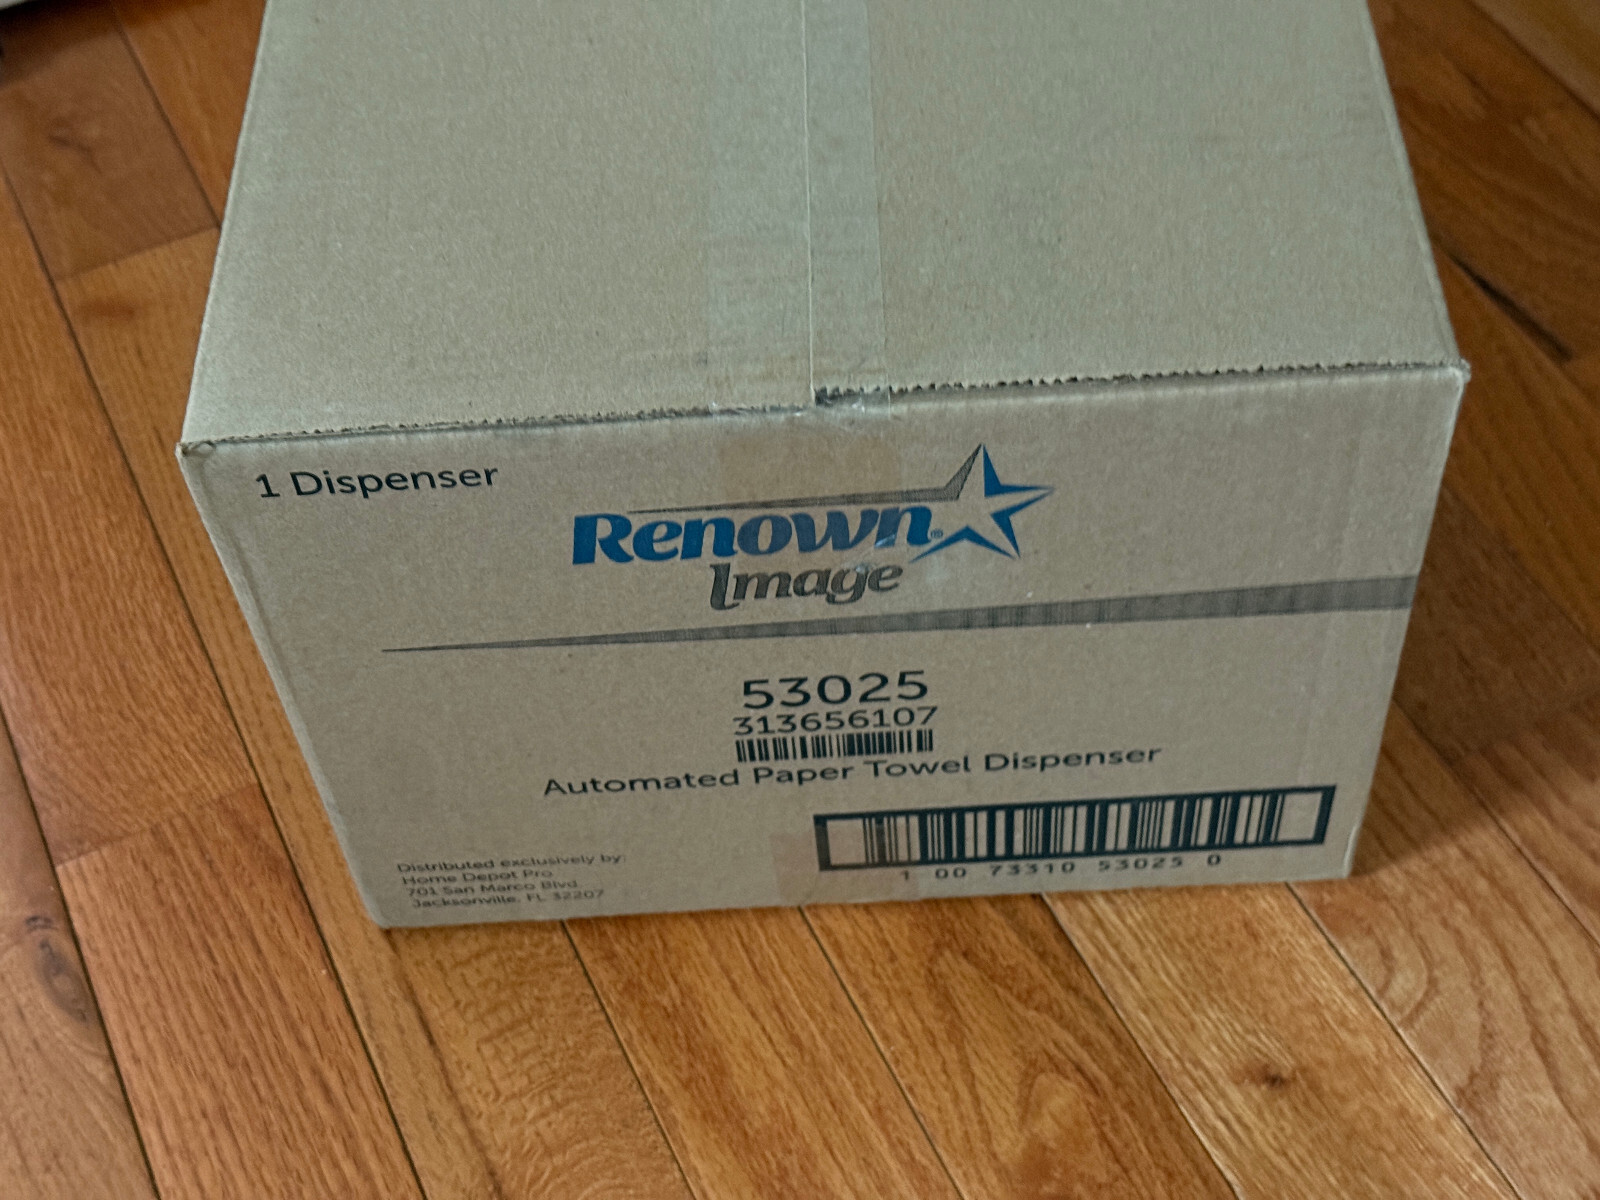 1 Dispenser
Renown®
Image
53025
313656107
Automated Paper Towel Dispenser
1 00 73310 53025 0
Distributed exclusively by:
Home Depot Pro
701 San Marco Blvd
Jacksonville, FL 32207